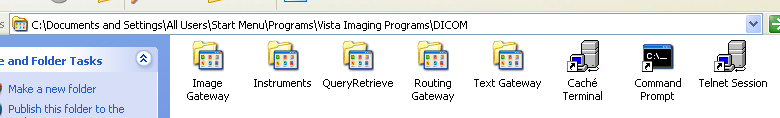 C:\Documents and Settings\All Users\Start Menu\Programs\Vista Imaging Programs\DICOM
e and Folder Tasks
Make a new folder
Publish this folder to the
Image
Gateway
Instruments
QueryRetrieve
Routing
Gateway
Text Gateway
Caché
Terminal
Command
Prompt
Telnet Session